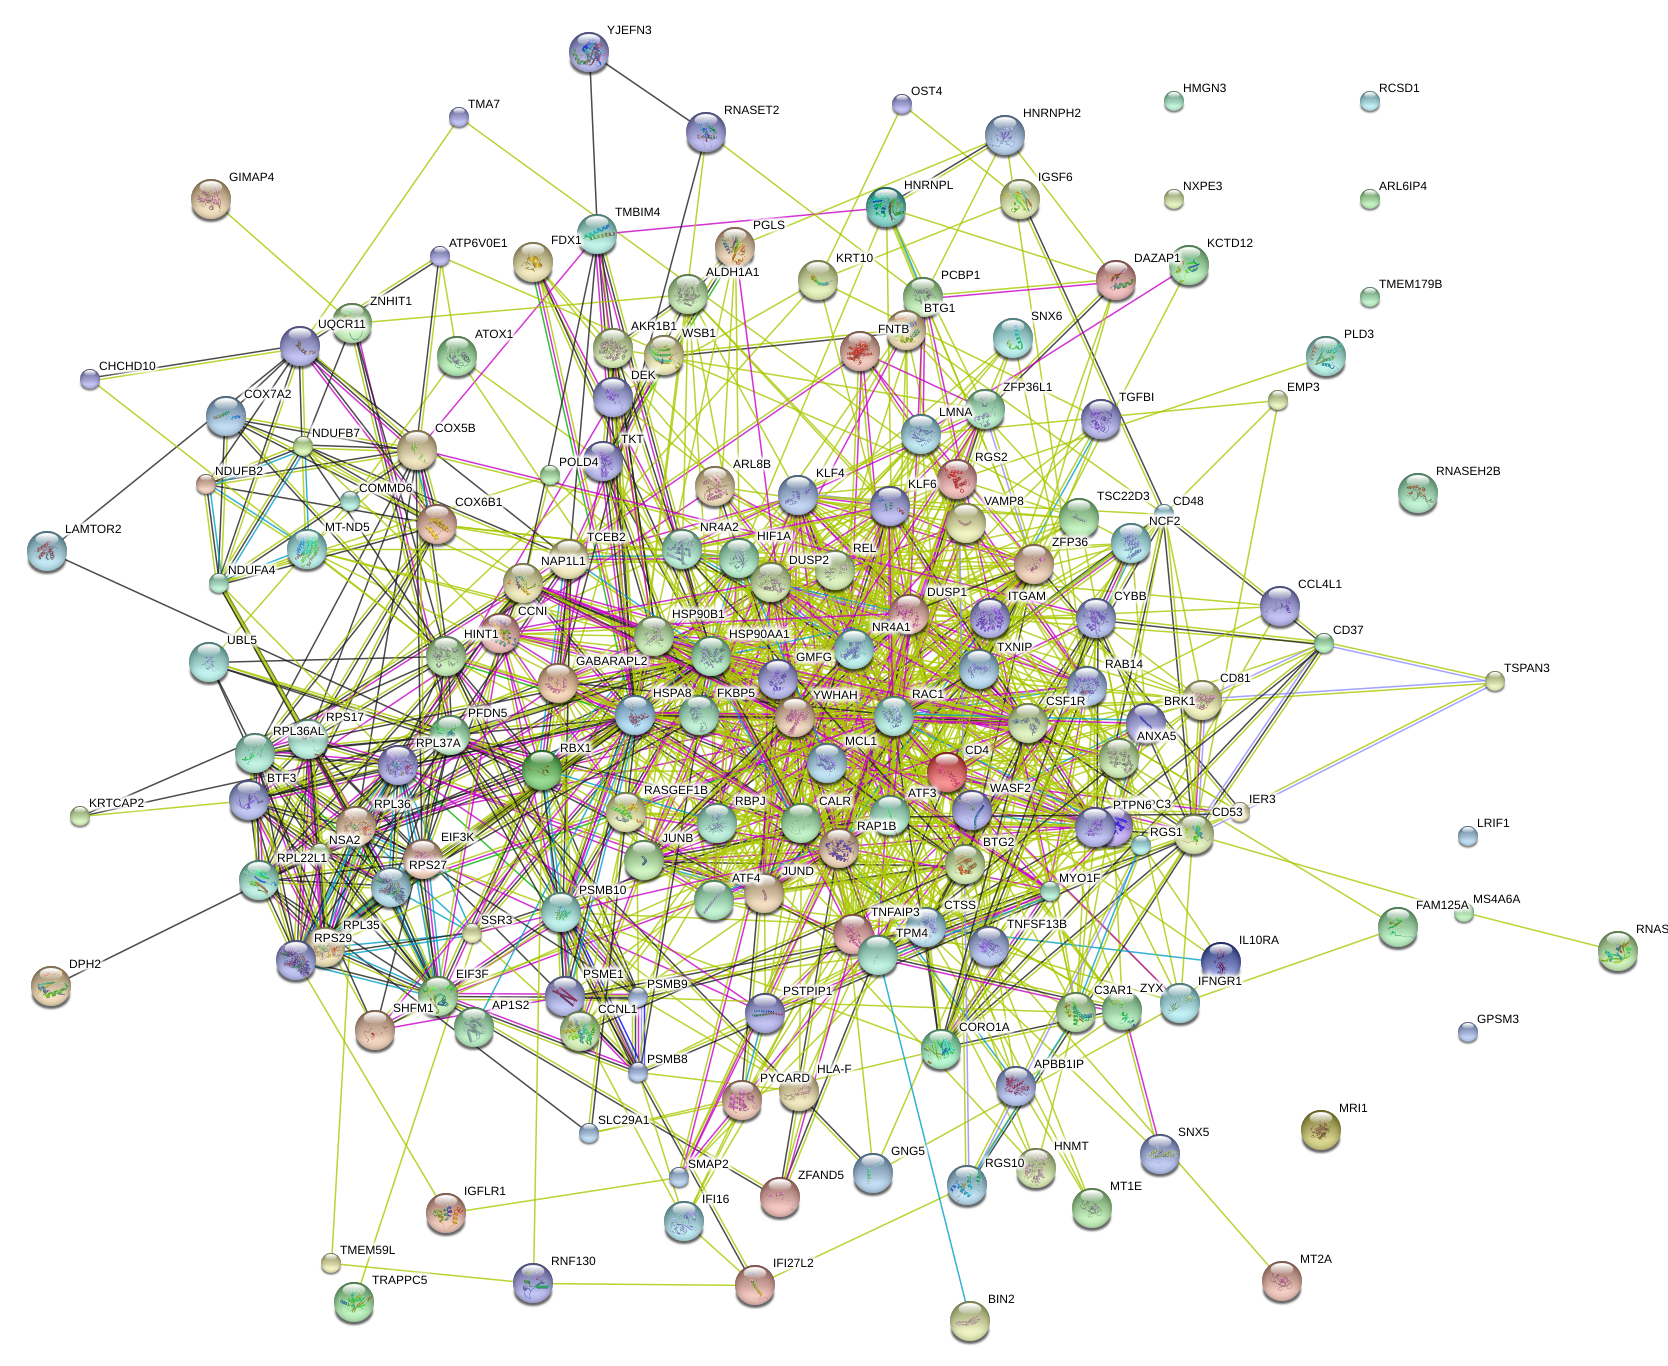 YJEFN3
OST4
HMGN3
RCSD1
TMA7
RNASET2
HNRNPH2
GIMAP4
HNRNPL
IGSF6
NXPE3
ARL6IP4
TMBIM4
PGLS
ATP6V0E1
FDX1
KRT10
DAZAP1
KCTD12
ALDH1A1
PCBP1
TMEM179B
ZNHIT1
BTG1
UQCR11
AKR1B1
WSB1
FNTB
SNX6
ATOX1
PLD3
CHCHD10
DEK
EMP3
COX7A2
ZFP36L1
TGFBI
LMNA
COX5B
NDUFB7
TKT
NDUFB2
POLD4
ARL8B
KLF4
RGS2
RNASEH2B
COMMD6
KLF6
COX6B1
VAMP8
TSC22D3
CD48
LAMTOR2
MT-ND5
TCEB2
NR4A2
HIF1A
NCF2
NDUFA4
NAP1L1
DUSP2
REL
ZFP36
CCL4L1
CCNI
HSP90B1
DUSP1
ITGAM
CYBB
UBL5
HINT1
HSP90AA1
NR4A1
CD37
GABARAPL2
GMFG
TXNIP
RAB14
TSPAN3
HSPA8
FKBP5
YWHAH
RAC1
CSF1R
BRK1
CD81
RPL36AL
RPS17
PFDN5
RPL37A
RBX1
MCL1
CD4
ANXA5
BTF3
KRTCAP2
RPL36
RASGEF1B
RBPJ
CALR
ATF3
WASF2
PTPN6
C3
CD53
IER3
NSA2
EIF3K
JUNB
RAP1B
BTG2
RGS1
LRIF1
RPL22L1
RPS27
ATF4
JUND
MYO1F
PSMB10
MS4A6A
FAM125A
RPL35
SSR3
TNFAIP3
CTSS
TNFSF13B
RNAS
RPS29
TPM4
IL10RA
DPH2
EIF3F
PSME1
PSMB9
IFNGR1
SHFM1
AP1S2
CCNL1
PSTPIP1
C3AR1
ZYX
CORO1A
GPSM3
PSMB8
PYCARD
HLA-F
APBB1IP
MRI1
SLC29A1
SMAP2
ZFAND5
GNG5
RGS10
HNMT
SNX5
IGFLR1
IFI16
MT1E
TMEM59L
RNF130
IFI27L2
MT2A
TRAPPC5
BIN2